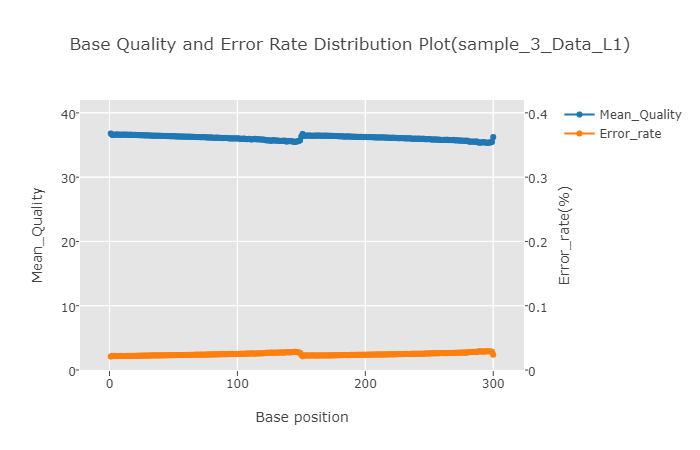 Base Quality and Error Rate Distribution Plot(sample_3_Data_L1)
40
30
20
10
0
Mean_Quality
0.4
0.3
0.2
0.1
0
Error_rate(%)
Mean_Quality
Error_rate
0 100 200 300
Base position